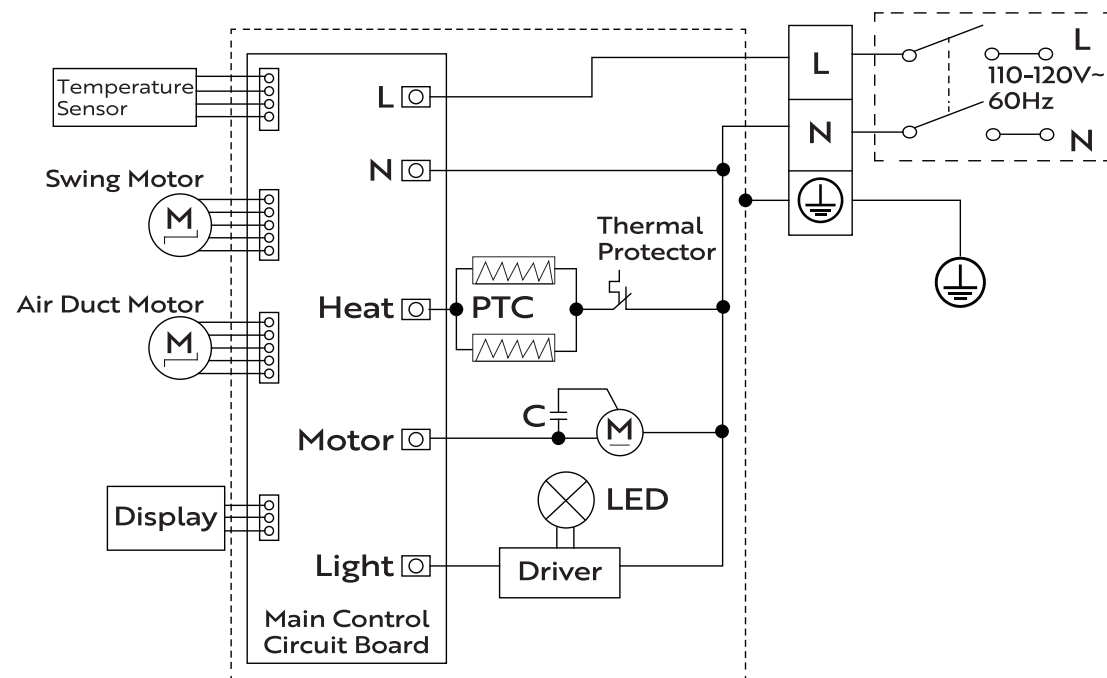 L
110-120V~
60Hz
N
L
N
Temperature
Sensor
L
N
Swing Motor
M
Thermal
Protector
Air Duct Motor
M
Heat
PTC
C
M
Motor
LED
Display
Light
Driver
Main Control
Circuit Board